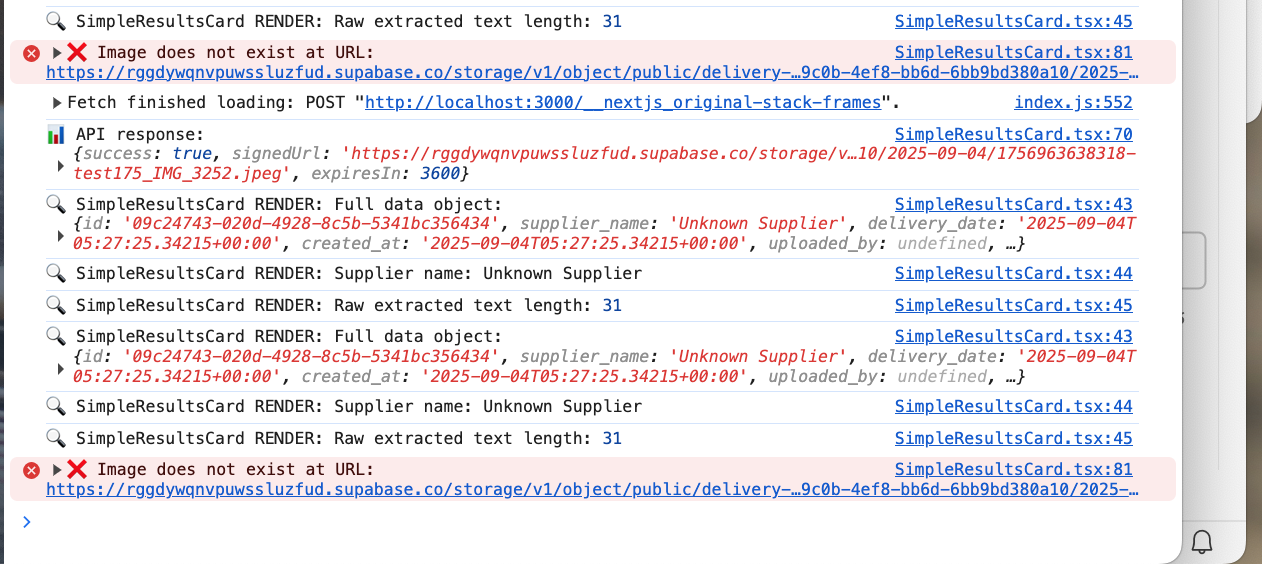 SimpleResultsCard RENDER: Raw extracted text length: 31 SimpleResultsCard.tsx:45
Image does not exist at URL: SimpleResultsCard.tsx:81
https://rggdywqnvpuwssluzfud.supabase.co/storage/v1/object/public/delivery-…9c0b-4ef8-bb6d-6bb9bd380a10/2025-…
Fetch finished loading: POST "http://localhost:3000/__nextjs_original-stack-frames". index.js:552
API response: SimpleResultsCard.tsx:70
{success: true, signedUrl: 'https://rggdywqnvpuwssluzfud.supabase.co/storage/v…10/2025-09-04/1756963638318-
test175_IMG_3252.jpeg', expiresIn: 3600}
SimpleResultsCard RENDER: Full data object: SimpleResultsCard.tsx:43
{id: '09c24743-020d-4928-8c5b-5341bc356434', supplier_name: 'Unknown Supplier', delivery_date: '2025-09-04T
05:27:25.34215+00:00', created_at: '2025-09-04T05:27:25.34215+00:00', uploaded_by: undefined, …}
SimpleResultsCard RENDER: Supplier name: Unknown Supplier SimpleResultsCard.tsx:44
SimpleResultsCard RENDER: Raw extracted text length: 31 SimpleResultsCard.tsx:45
SimpleResultsCard RENDER: Full data object: SimpleResultsCard.tsx:43
{id: '09c24743-020d-4928-8c5b-5341bc356434', supplier_name: 'Unknown Supplier', delivery_date: '2025-09-04T
05:27:25.34215+00:00', created_at: '2025-09-04T05:27:25.34215+00:00', uploaded_by: undefined, …}
SimpleResultsCard RENDER: Supplier name: Unknown Supplier SimpleResultsCard.tsx:44
SimpleResultsCard RENDER: Raw extracted text length: 31 SimpleResultsCard.tsx:45
Image does not exist at URL: SimpleResultsCard.tsx:81
https://rggdywqnvpuwssluzfud.supabase.co/storage/v1/object/public/delivery-…9c0b-4ef8-bb6d-6bb9bd380a10/2025-…